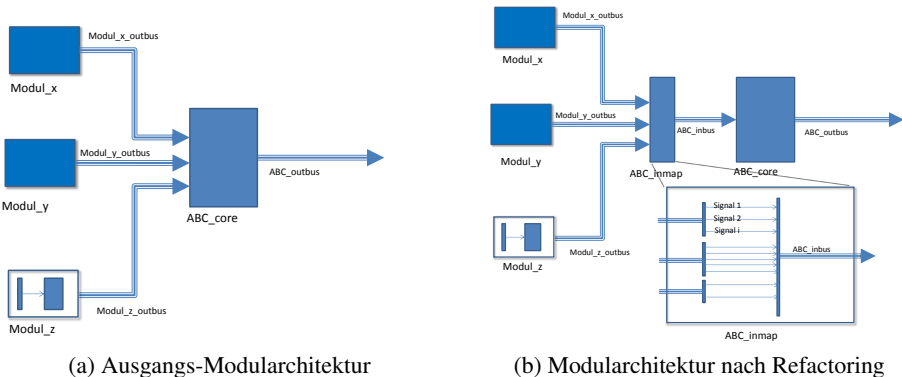 Modul_x_outbus
Modul_x
Modul_y_outbus
Modul_y
ABC_outbus
ABC_core
Modul_z_outbus
Modul_z
(a) Ausgangs-Modularchitektur
Modul_x_outbus
Modul_x
Modul_y_outbus
Modul_y
ABC_inbus
ABC_outbus
ABC_inmap
ABC_core
Modul_z_outbus
Modul_z
Signal 1
Signal 2
Signal i
ABC_inbus
ABC_inmap
(b) Modularchitektur nach Refactoring